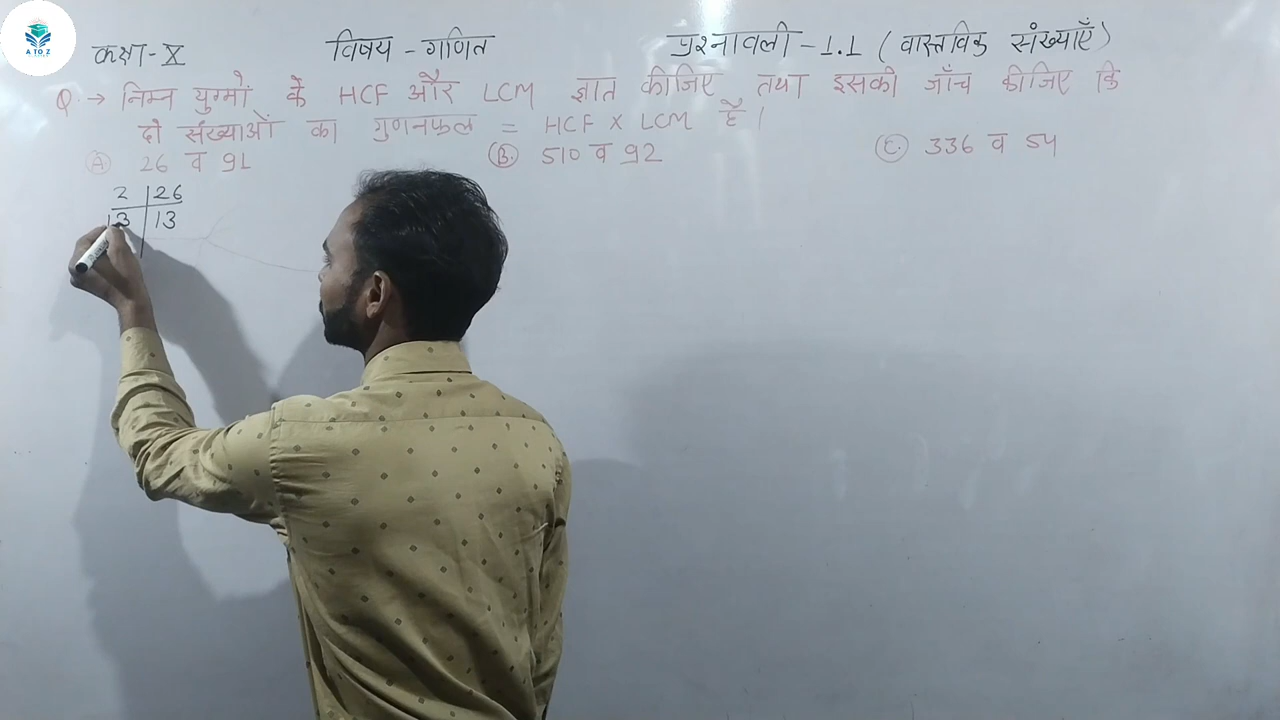 A TO Z
कक्षा-X विषय - गणित प्रश्नावली - 1.1 (वास्तविक संख्याएँ)
Q. → निम्न युग्मों के HCF और LCM ज्ञात कीजिए तथा इसकी जाँच कीजिए कि
दो संख्याओं का गुणनफल = HCF X LCM है।
(A) 26 व 91 (B.) 510 व 92 (C.) 336 व 54
2 | 26
13 | 13